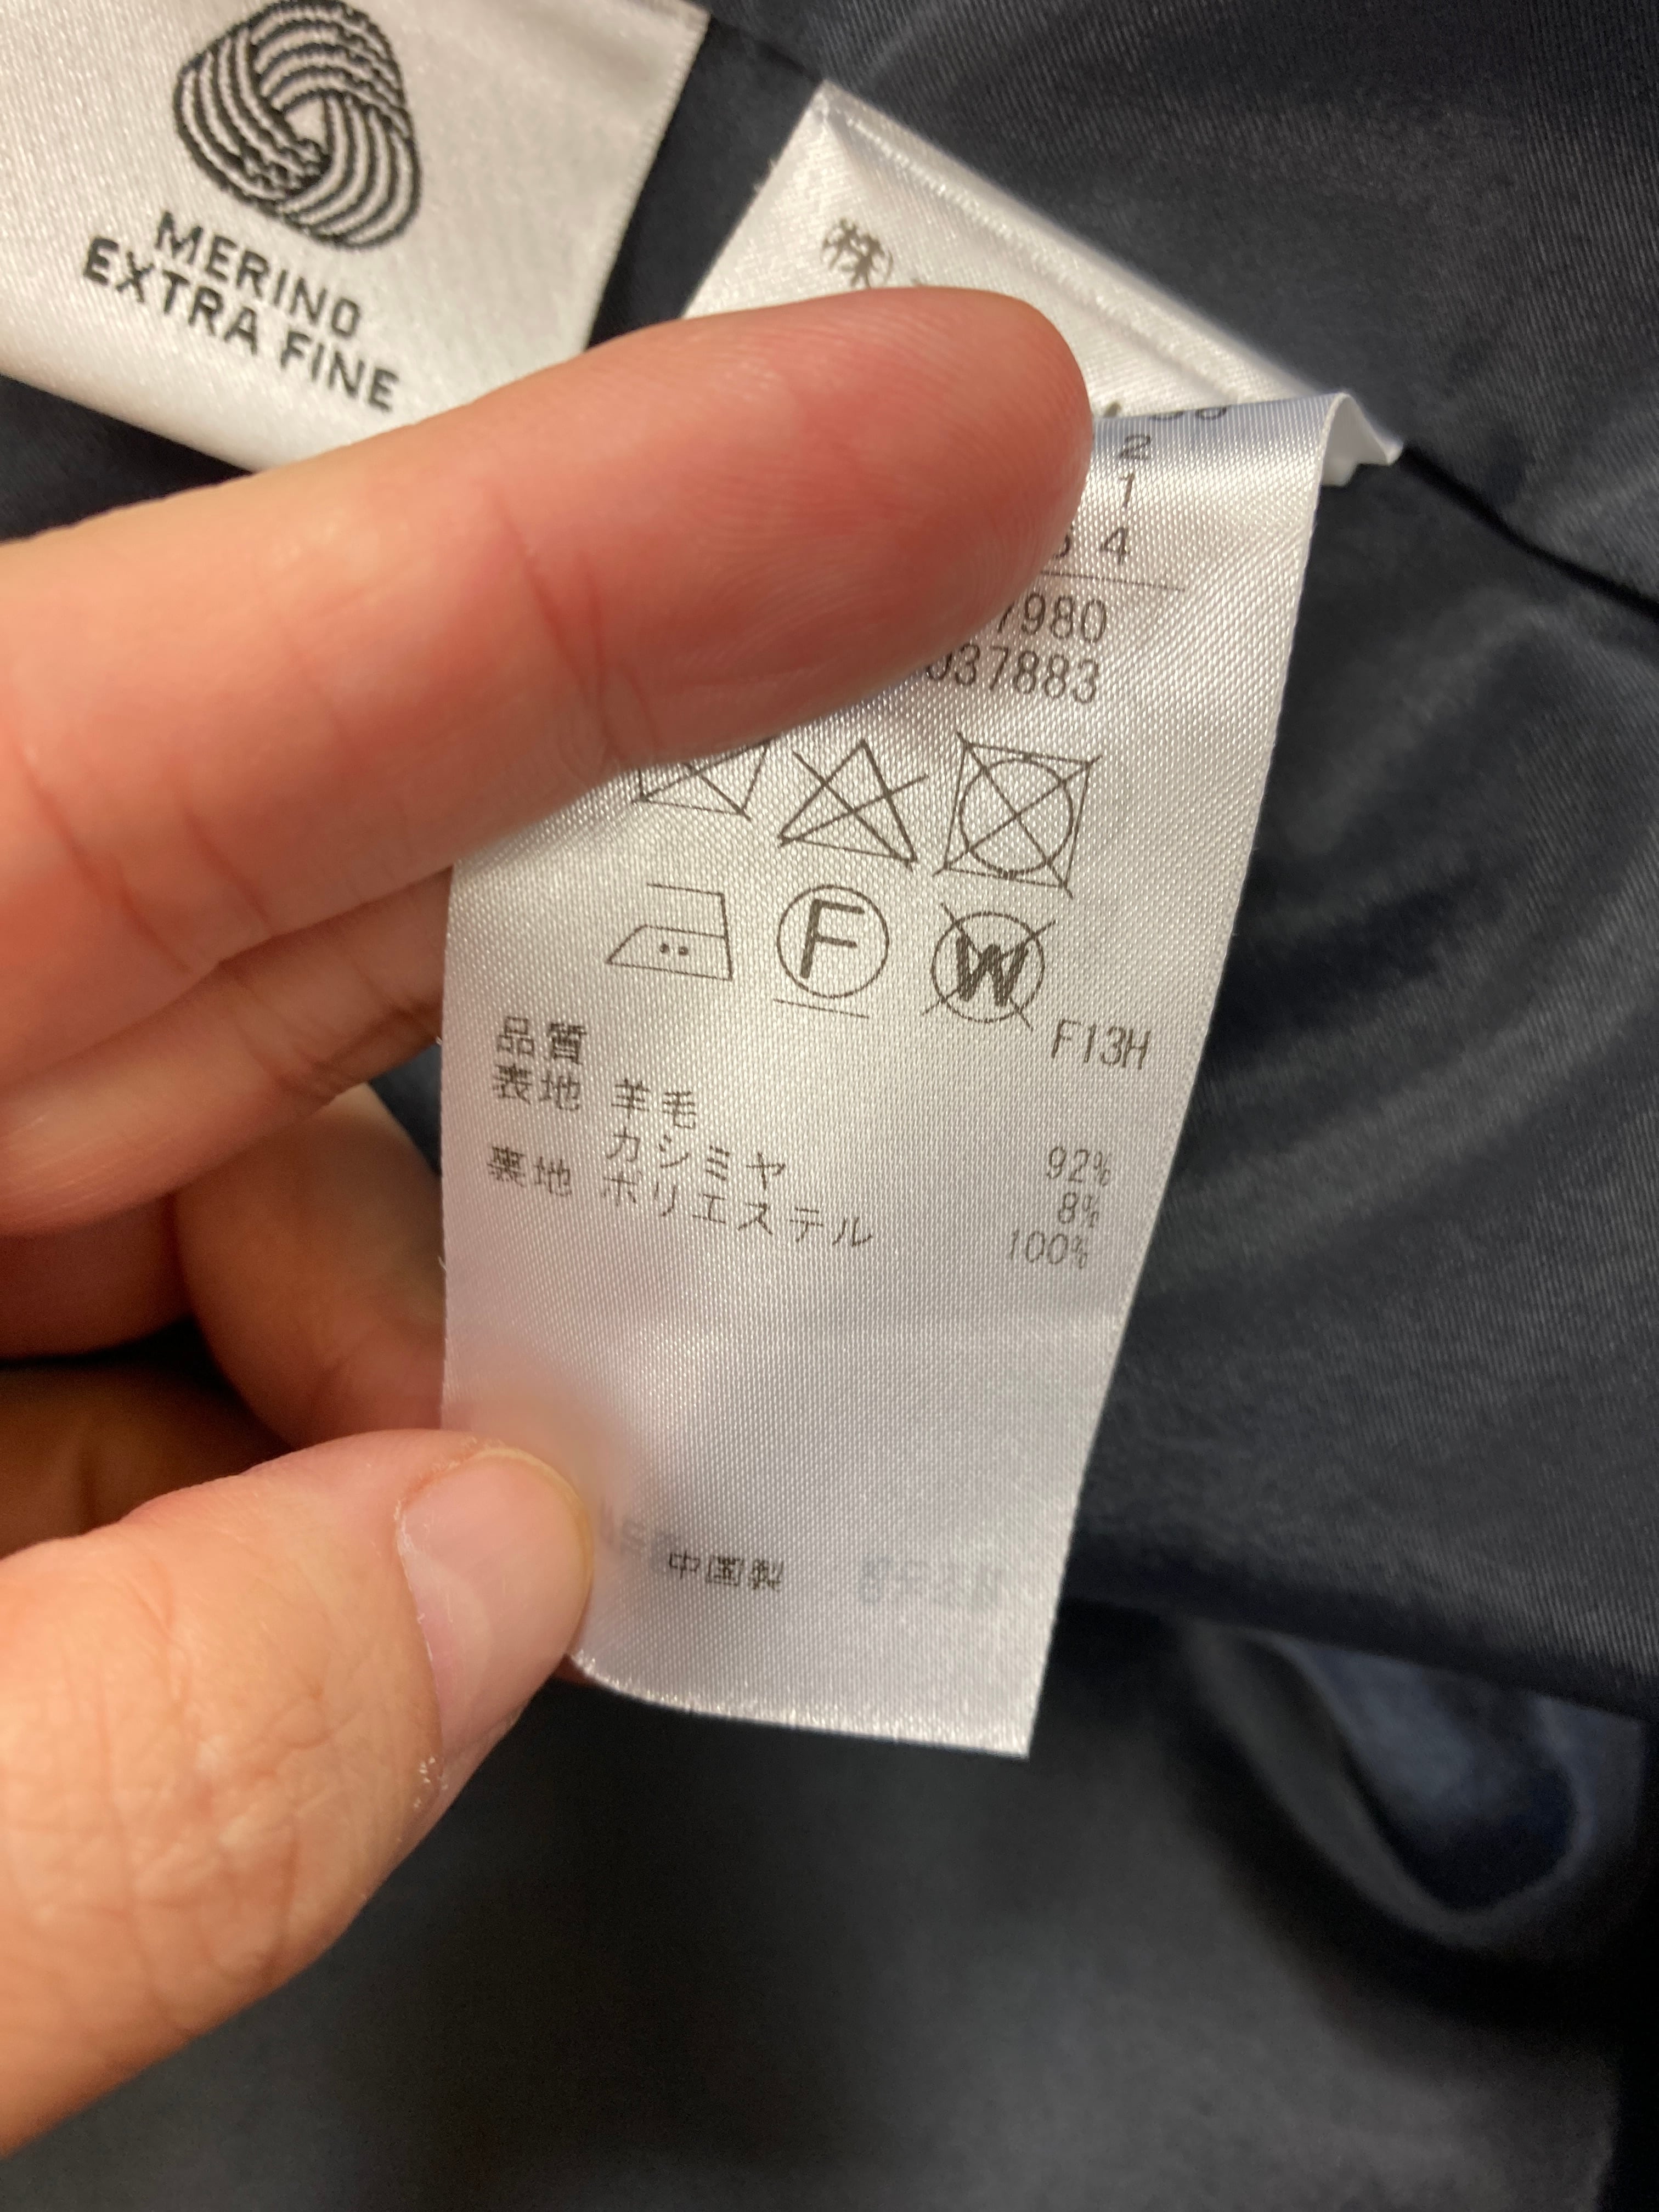 MERINO
EXTRA FINE
㈱
2
1
4
7980
037883
F
W
F13H
品質
表地 羊毛 92%
カシミヤ 8%
裏地 ポリエステル 100%
中国製